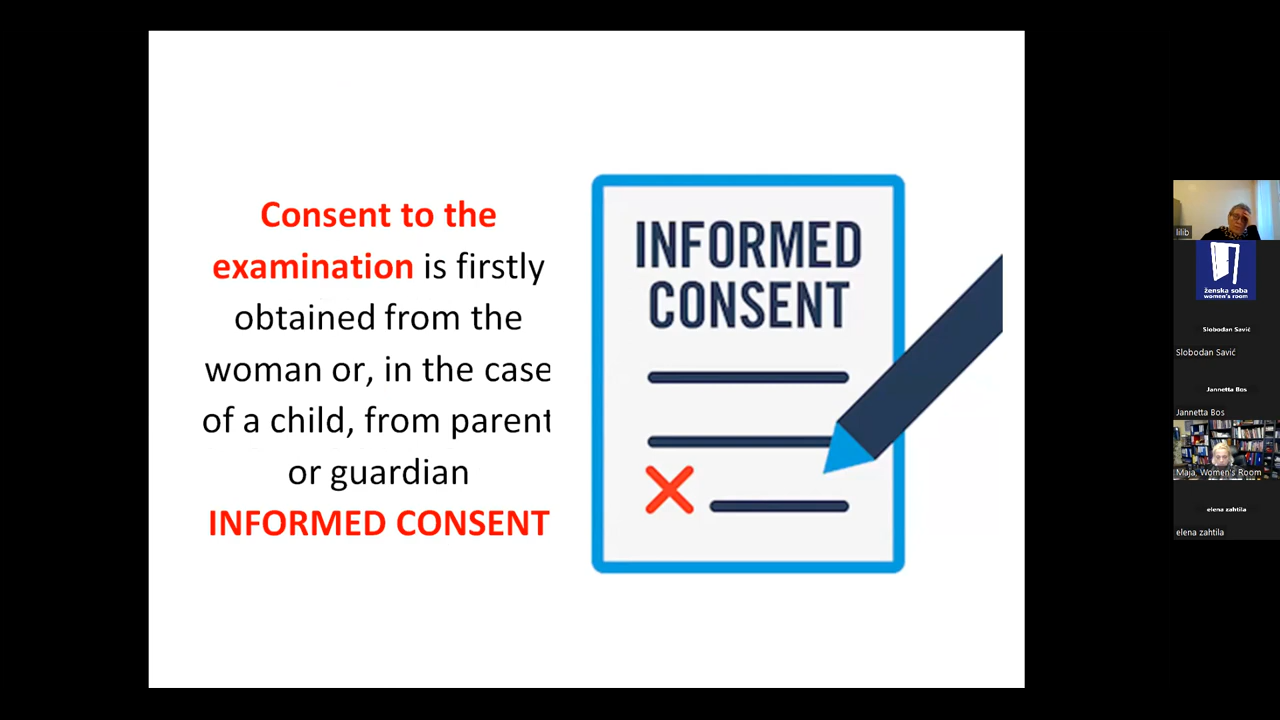 Consent to the
examination is firstly
obtained from the
woman or, in the case
of a child, from parent
or guardian
INFORMED CONSENT
INFORMED
CONSENT
lilib
ženska soba
women's room
Slobodan Savić
Slobodan Savić
Jannetta Bos
Jannetta Bos
Maja, Women's Room
elena zahtila
elena zahtila